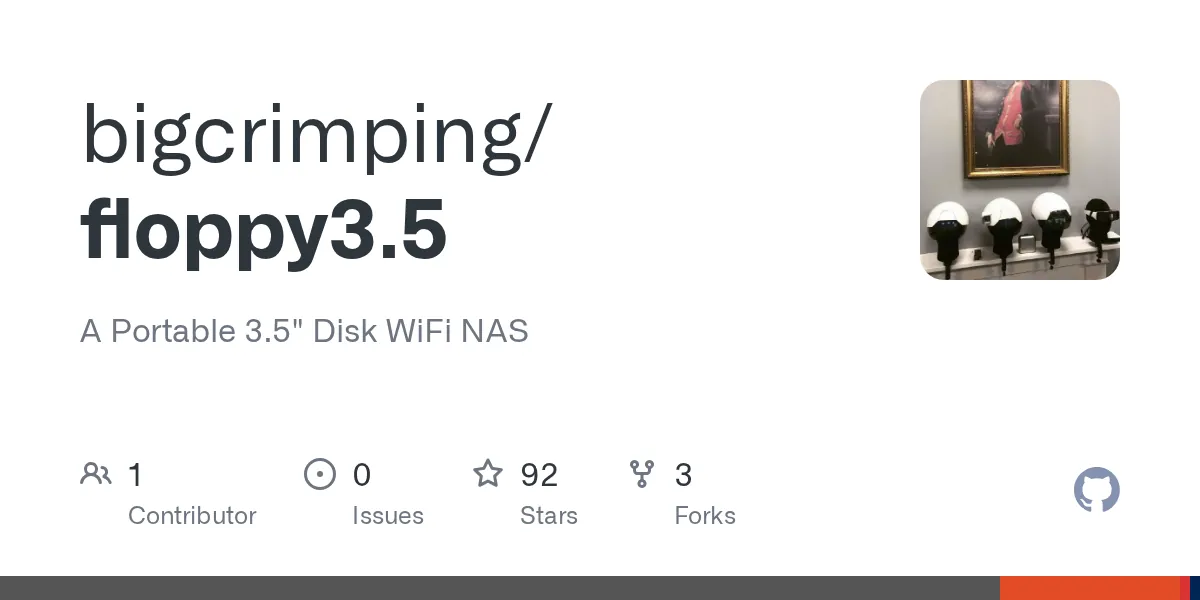 bigcrimping/
floppy3.5
A Portable 3.5" Disk WiFi NAS
1
Contributor
0
Issues
92
Stars
3
Forks